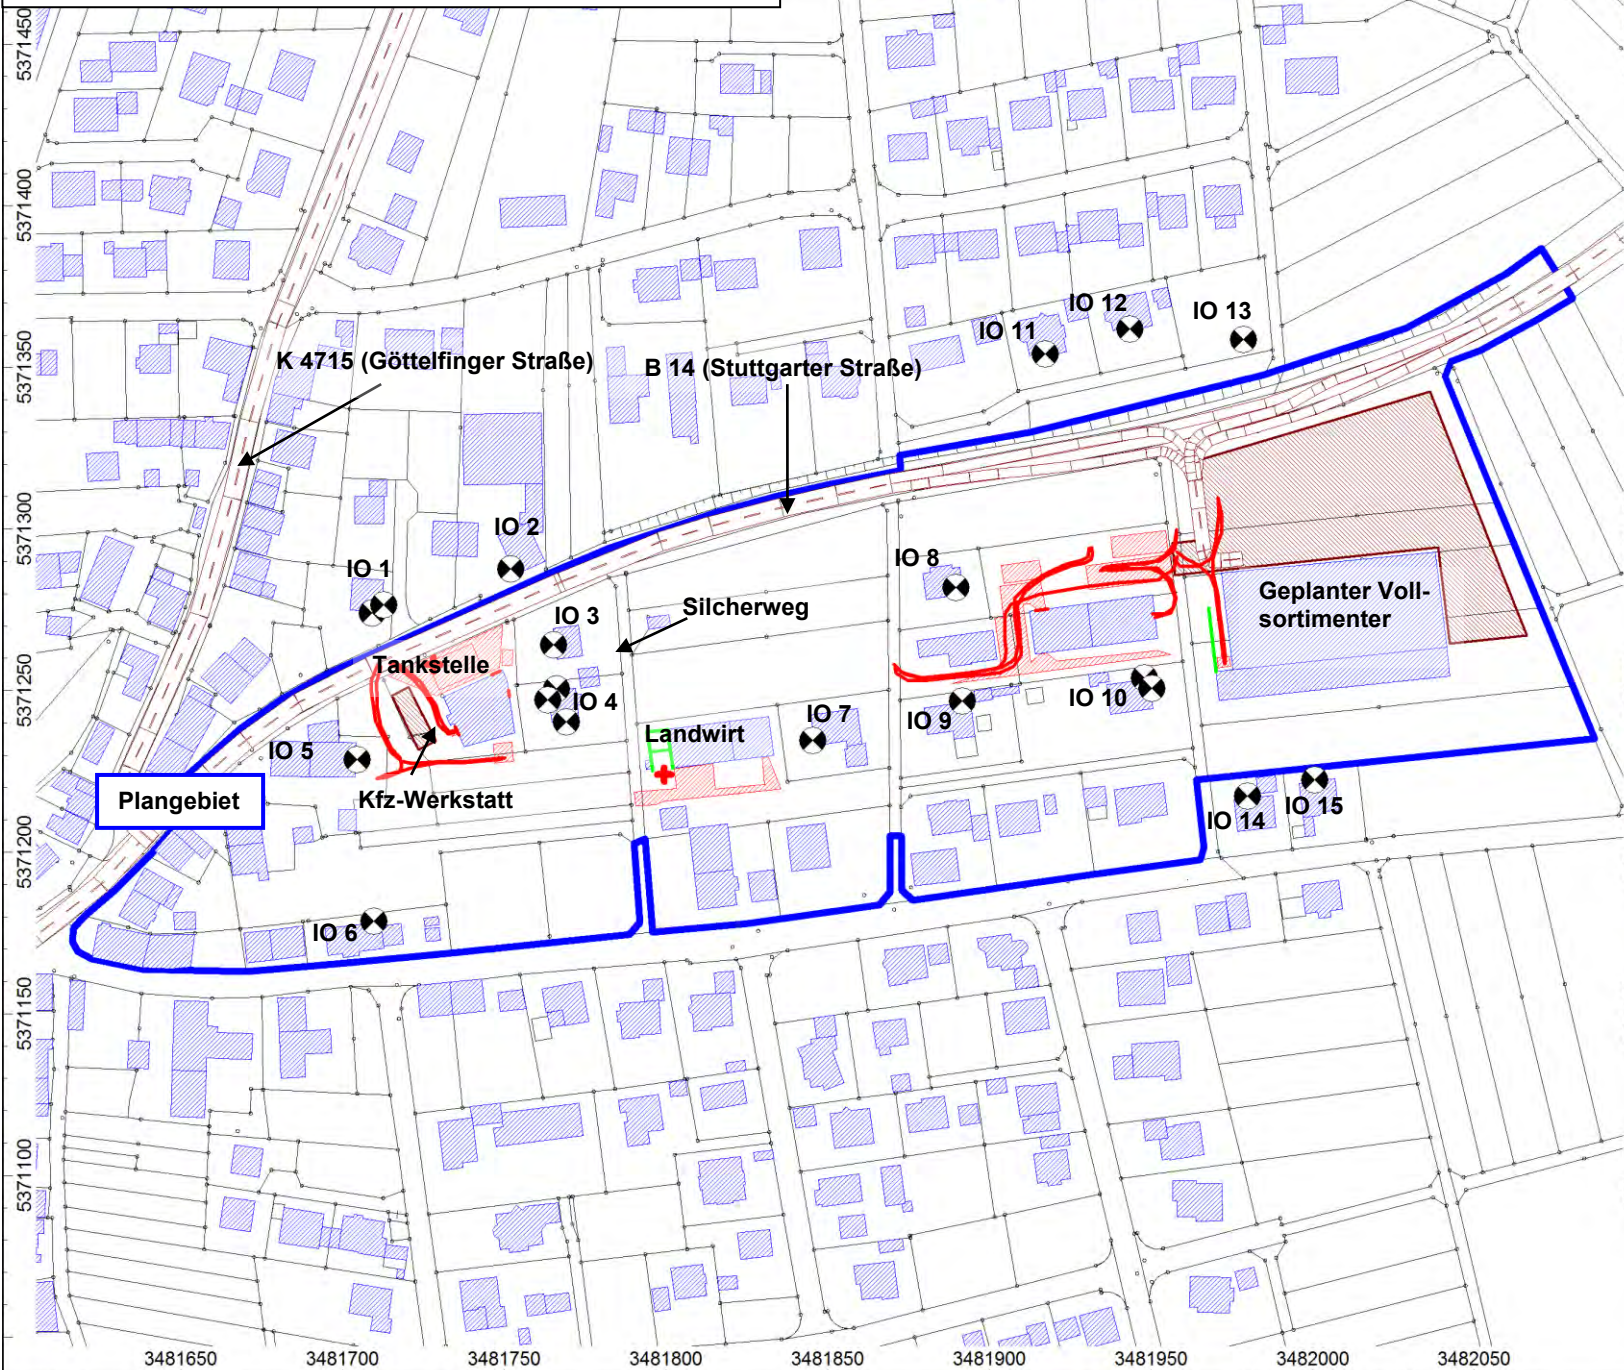 5371450
5371400
5371350
5371300
5371250
5371200
5371150
5371100
IO 12
IO 13
IO 11
K 4715 (Göttelfinger Straße)
B 14 (Stuttgarter Straße)
IO 2
IO 1
IO 8
Geplanter Voll-
sortimenter
IO 3
Silcherweg
Tankstelle
IO 4
IO 10
IO 9
IO 7
Landwirt
IO 5
Plangebiet
Kfz-Werkstatt
IO 14
IO 15
IO 6
3481650
3481700
3481750
3481800
3481850
3481900
3481950
3482000
3482050